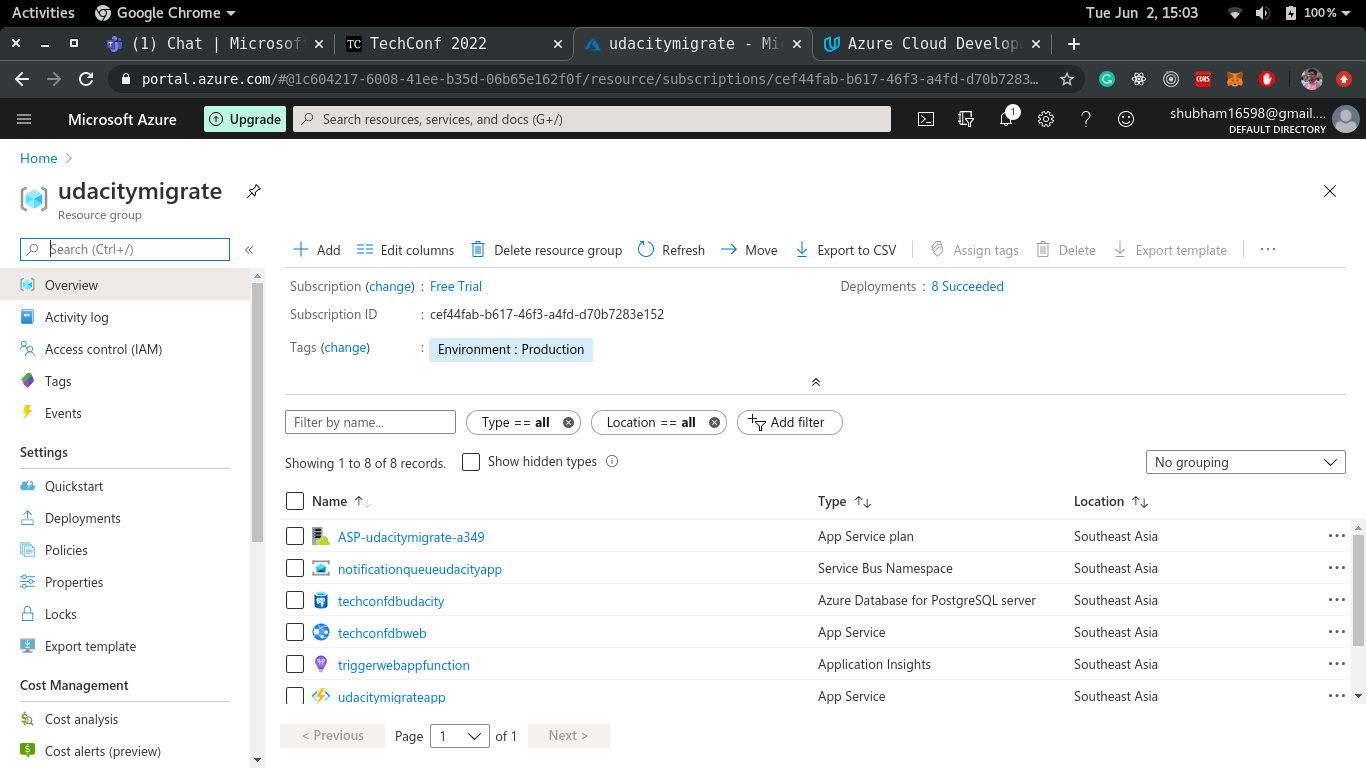 Activities Google Chrome Tue Jun 2, 15:03 100%
(1) Chat | Microsof TechConf 2022 udacitymigrate - Mi Azure Cloud Develop
portal.azure.com/#@1c604217-6008-41ee-b35d-06b65e162f0f/resource/subscriptions/cef44fab-b617-46f3-a4fd-d70b7283...
Microsoft Azure Upgrade Search resources, services, and docs (G+/) 1 shubham16598@gmail....
DEFAULT DIRECTORY
Home
udacitymigrate
Resource group
Search (Ctrl+/)
Add Edit columns Delete resource group Refresh Move Export to CSV Assign tags Delete Export template ...
Overview
Activity log
Access control (IAM)
Tags
Events
Settings
Quickstart
Deployments
Policies
Properties
Locks
Export template
Cost Management
Cost analysis
Cost alerts (preview)
Subscription (change) : Free Trial Deployments : 8 Succeeded
Subscription ID : cef44fab-b617-46f3-a4fd-d70b7283e152
Tags (change) : Environment : Production
Filter by name... Type == all Location == all Add filter
Showing 1 to 8 of 8 records. Show hidden types No grouping
Name Type Location
ASP-udacitymigrate-a349 App Service plan Southeast Asia
notificationqueueudacityapp Service Bus Namespace Southeast Asia
techconfdbudacity Azure Database for PostgreSQL server Southeast Asia
techconfdbweb App Service Southeast Asia
triggerwebappfunction Application Insights Southeast Asia
udacitymigrateapp App Service Southeast Asia
< Previous Page 1 of 1 Next >